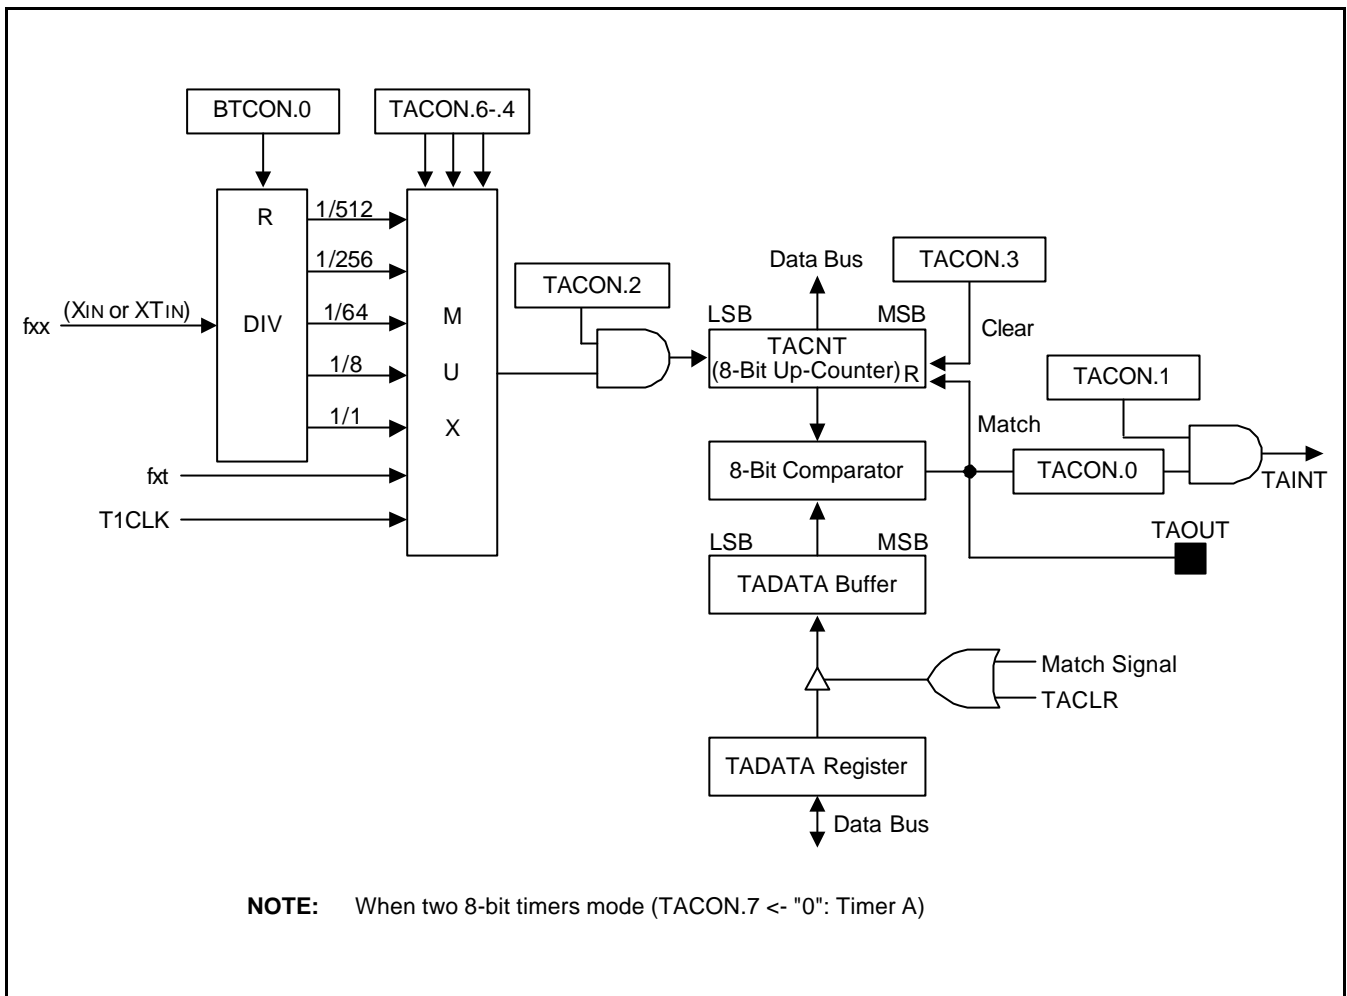 BTCON.0
TACON.6-.4
R
1/512
1/256
1/64
1/8
1/1
fxx
(XIN or XTIN)
DIV
M
U
X
fxt
T1CLK
TACON.2
Data Bus
TACON.3
LSB
MSB
Clear
TACNT
(8-Bit Up-Counter)
R
TACON.1
Match
8-Bit Comparator
TACON.0
TAINT
TAOUT
LSB
MSB
TADATA Buffer
Match Signal
TACLR
TADATA Register
Data Bus
NOTE: When two 8-bit timers mode (TACON.7 <- "0": Timer A)